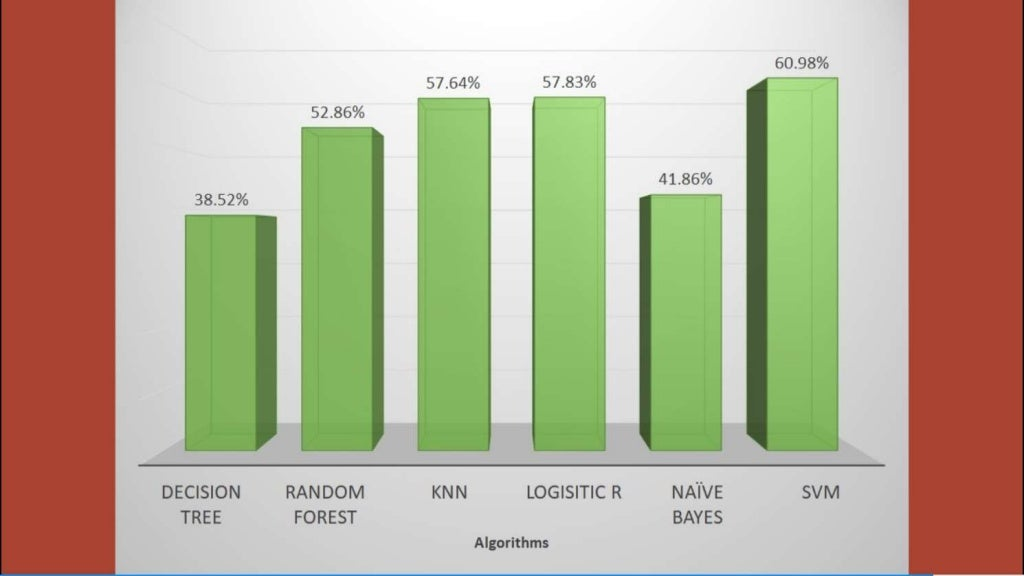 60.98%
57.64%
57.83%
52.86%
41.86%
38.52%
DECISION
TREE
RANDOM
FOREST
KNN
LOGISITIC R
NAÏVE
BAYES
SVM
Algorithms